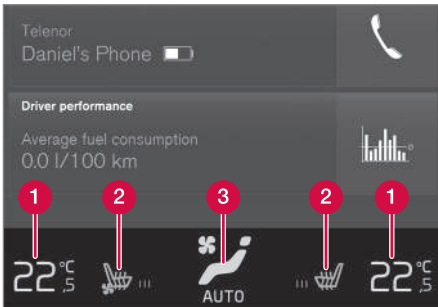 Telenor
Daniel's Phone
Driver performance
Average fuel consumption
0.0 l/100 km
1 2 3 2 1
22°C,5 22°C,5
AUTO